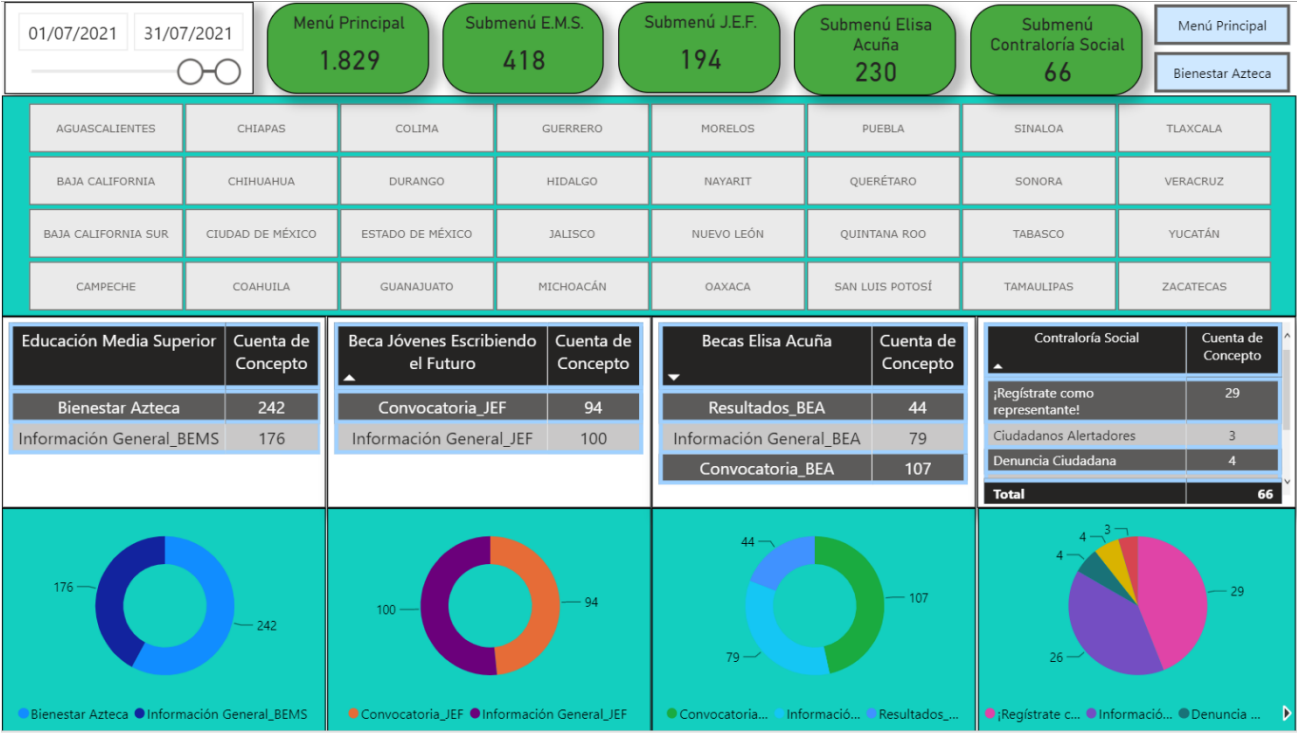 01/07/2021 31/07/2021
Menú Principal
1.829
Submenú E.M.S.
418
Submenú J.E.F.
194
Submenú Elisa
Acuña
230
Submenú
Contraloría Social
66
Menú Principal
Bienestar Azteca
AGUASCALIENTES CHIAPAS COLIMA GUERRERO MORELOS PUEBLA SINALOA TLAXCALA
BAJA CALIFORNIA CHIHUAHUA DURANGO HIDALGO NAYARIT QUERÉTARO SONORA VERACRUZ
BAJA CALIFORNIA SUR CIUDAD DE MÉXICO ESTADO DE MÉXICO JALISCO NUEVO LEÓN QUINTANA ROO TABASCO YUCATÁN
CAMPECHE COAHUILA GUANAJUATO MICHOACÁN OAXACA SAN LUIS POTOSÍ TAMAULIPAS ZACATECAS
Educación Media Superior Cuenta de
Concepto
Bienestar Azteca 242
Información General_BEMS 176
Beca Jóvenes Escribiendo Cuenta de
el Futuro Concepto
Convocatoria_JEF 94
Información General_JEF 100
Becas Elisa Acuña Cuenta de
Concepto
Resultados_BEA 44
Información General_BEA 79
Convocatoria_BEA 107
Contraloría Social Cuenta de
Concepto
¡Regístrate como 29
representante!
Ciudadanos Alertadores 3
Denuncia Ciudadana 4
Total 66
176
242
Bienestar Azteca Información General_BEMS
100
94
Convocatoria_JEF Información General_JEF
44
107
79
Convocatoria... Informació... Resultados_...
3
4
4
29
26
¡Regístrate c... Informació... Denuncia ...